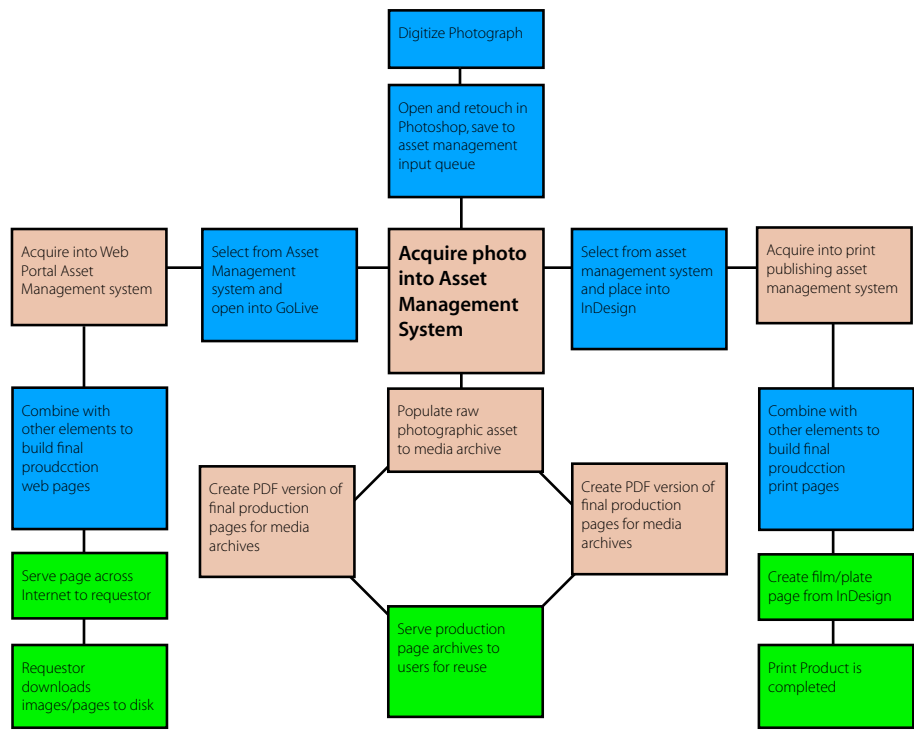 Digitize Photograph
Open and retouch in
Photoshop, save to
asset management
input queue
Acquire into Web
Portal Asset
Management system
Select from Asset
Management
system and
open into GoLive
Acquire photo
into Asset
Management
System
Select from asset
management system
and place into
InDesign
Acquire into print
publishing asset
management system
Combine with
other elements to
build final
proudcction
web pages
Populate raw
photographic asset
to media archive
Combine with
other elements to
build final
proudcction
print pages
Create PDF version of
final production
pages for media
archives
Create PDF version of
final production
pages for media
archives
Serve page across
Internet to requestor
Create film/plate
page from InDesign
Serve production
page archives to
users for reuse
Requestor
downloads
images/pages to disk
Print Product is
completed